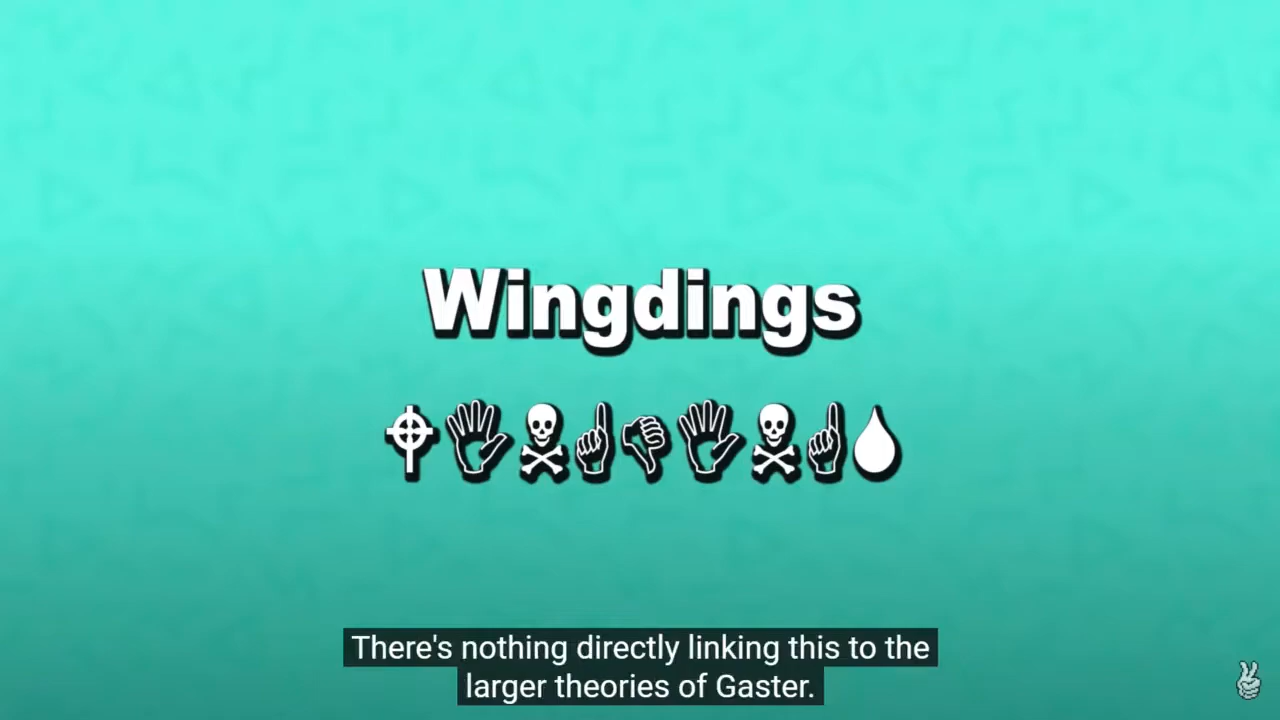 Wingdings
✞︎✋︎☠︎☝︎👎︎✋︎☠︎☝︎💧︎
There's nothing directly linking this to the
larger theories of Gaster.